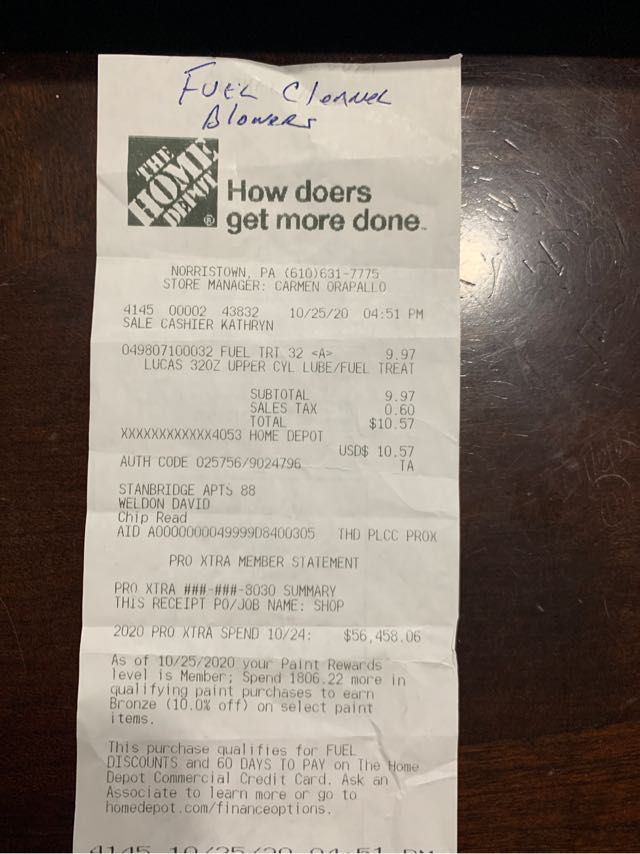 FUEL Cleaner
Blowers
THE
HOME
DEPOT
®
How doers
get more done.
NORRISTOWN, PA (610)631-7775
STORE MANAGER: CARMEN ORAPALLO
4145 00002 43832 10/25/20 04:51 PM
SALE CASHIER KATHRYN
049807100032 FUEL TRT 32 <A> 9.97
LUCAS 32OZ UPPER CYL LUBE/FUEL TREAT
SUBTOTAL 9.97
SALES TAX 0.60
TOTAL $10.57
XXXXXXXXXXXX4053 HOME DEPOT
USD$ 10.57
AUTH CODE 025756/9024796 TA
STANBRIDGE APTS 88
WELDON DAVID
Chip Read
AID A0000000049999D8400305 THD PLCC PROX
PRO XTRA MEMBER STATEMENT
PRO XTRA ###-###-8030 SUMMARY
THIS RECEIPT PO/JOB NAME: SHOP
2020 PRO XTRA SPEND 10/24: $56,458.06
As of 10/25/2020 your Paint Rewards
level is Member; Spend 1806.22 more in
qualifying paint purchases to earn
Bronze (10.0% off) on select paint
items.
This purchase qualifies for FUEL
DISCOUNTS and 60 DAYS TO PAY on The Home
Depot Commercial Credit Card. Ask an
Associate to learn more or go to
homedepot.com/financeoptions.
4145 10/25/20 04:51 PM